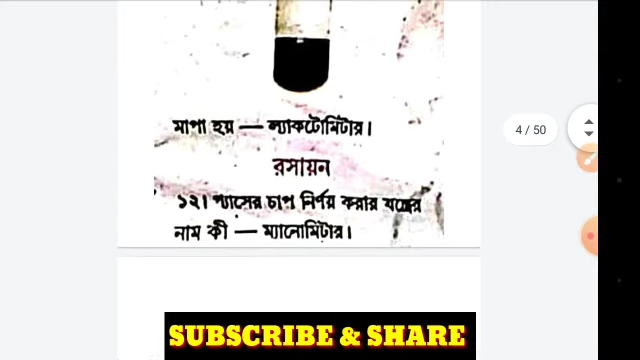 মাপা হয় — ল্যাকটোমিটার।
রসায়ন
১২। গ্যাসের চাপ নির্ণয় করার যন্ত্রের
নাম কী — ম্যানোমিটার।
4 / 50
SUBSCRIBE & SHARE